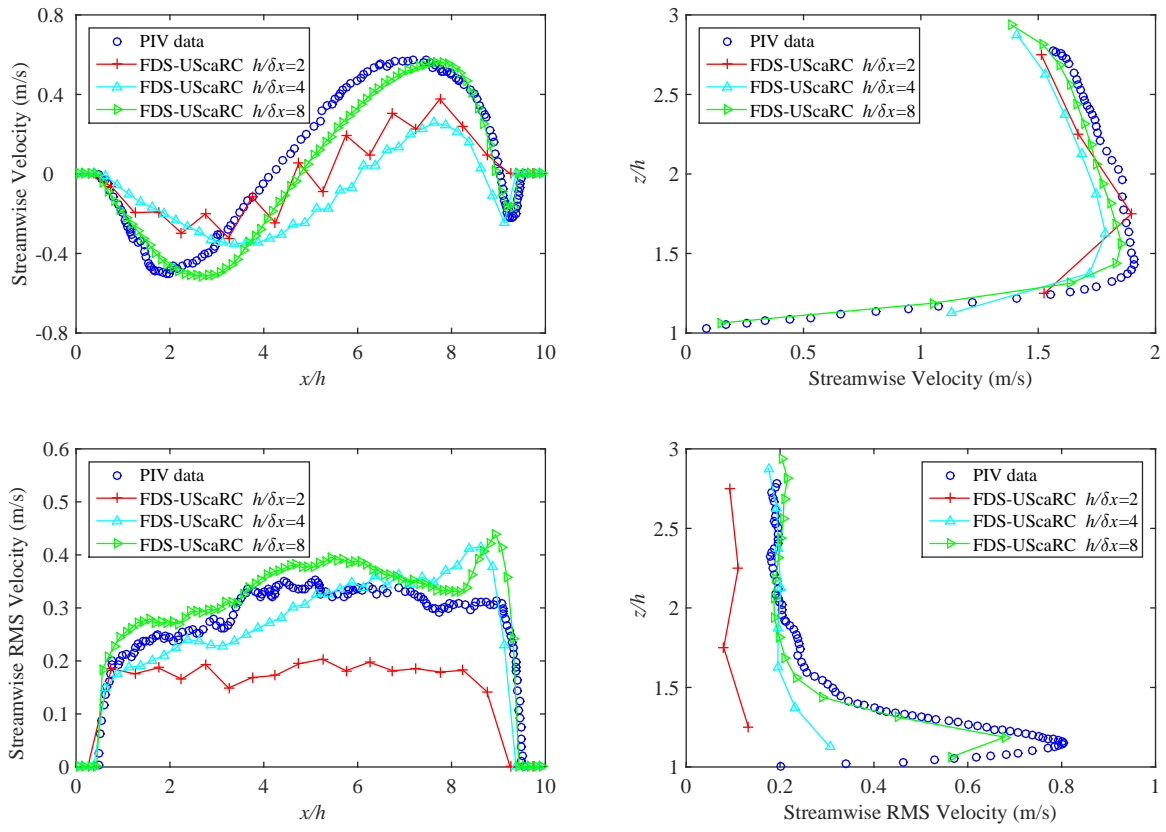 0.8
0.4
0
-0.4
-0.8
Streamwise Velocity (m/s)
PIV data
FDS-UScaRC h/δx=2
FDS-UScaRC h/δx=4
FDS-UScaRC h/δx=8
0 2 4 6 8 10
x/h
3
2.5
2
1.5
1
z/h
PIV data
FDS-UScaRC h/δx=2
FDS-UScaRC h/δx=4
FDS-UScaRC h/δx=8
0 0.5 1 1.5 2
Streamwise Velocity (m/s)
0.6
0.5
0.4
0.3
0.2
0.1
0
Streamwise RMS Velocity (m/s)
PIV data
FDS-UScaRC h/δx=2
FDS-UScaRC h/δx=4
FDS-UScaRC h/δx=8
0 2 4 6 8 10
x/h
3
2.5
2
1.5
1
z/h
PIV data
FDS-UScaRC h/δx=2
FDS-UScaRC h/δx=4
FDS-UScaRC h/δx=8
0 0.2 0.4 0.6 0.8 1
Streamwise RMS Velocity (m/s)